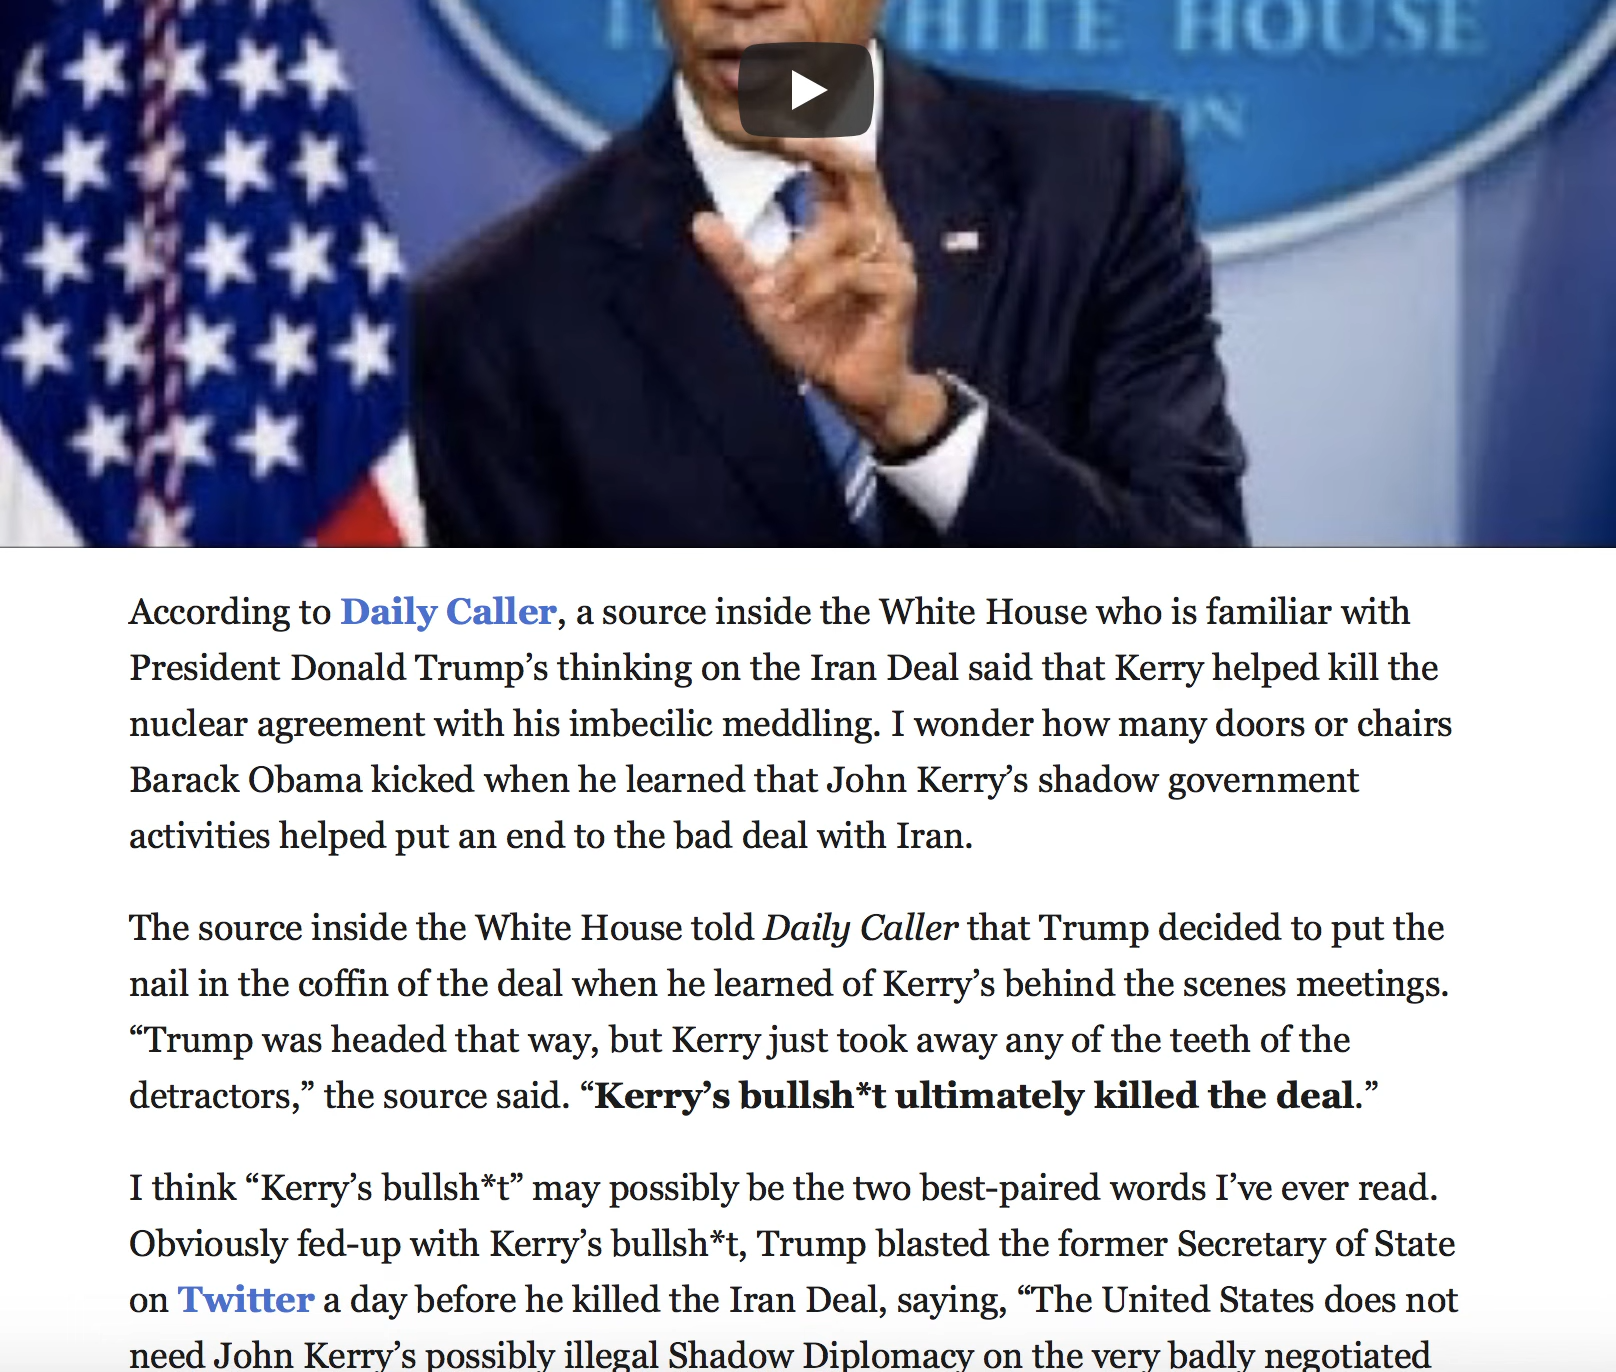 WHITE HOUSE
ON
According to Daily Caller, a source inside the White House who is familiar with
President Donald Trump’s thinking on the Iran Deal said that Kerry helped kill the
nuclear agreement with his imbecilic meddling. I wonder how many doors or chairs
Barack Obama kicked when he learned that John Kerry’s shadow government
activities helped put an end to the bad deal with Iran.
The source inside the White House told Daily Caller that Trump decided to put the
nail in the coffin of the deal when he learned of Kerry’s behind the scenes meetings.
“Trump was headed that way, but Kerry just took away any of the teeth of the
detractors,” the source said. “Kerry’s bullsh*t ultimately killed the deal.”
I think “Kerry’s bullsh*t” may possibly be the two best-paired words I’ve ever read.
Obviously fed-up with Kerry’s bullsh*t, Trump blasted the former Secretary of State
on Twitter a day before he killed the Iran Deal, saying, “The United States does not
need John Kerry’s possibly illegal Shadow Diplomacy on the very badly negotiated